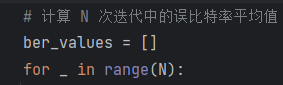 # 计算 N 次迭代中的误比特率平均值
ber_values = []
for _ in range(N):